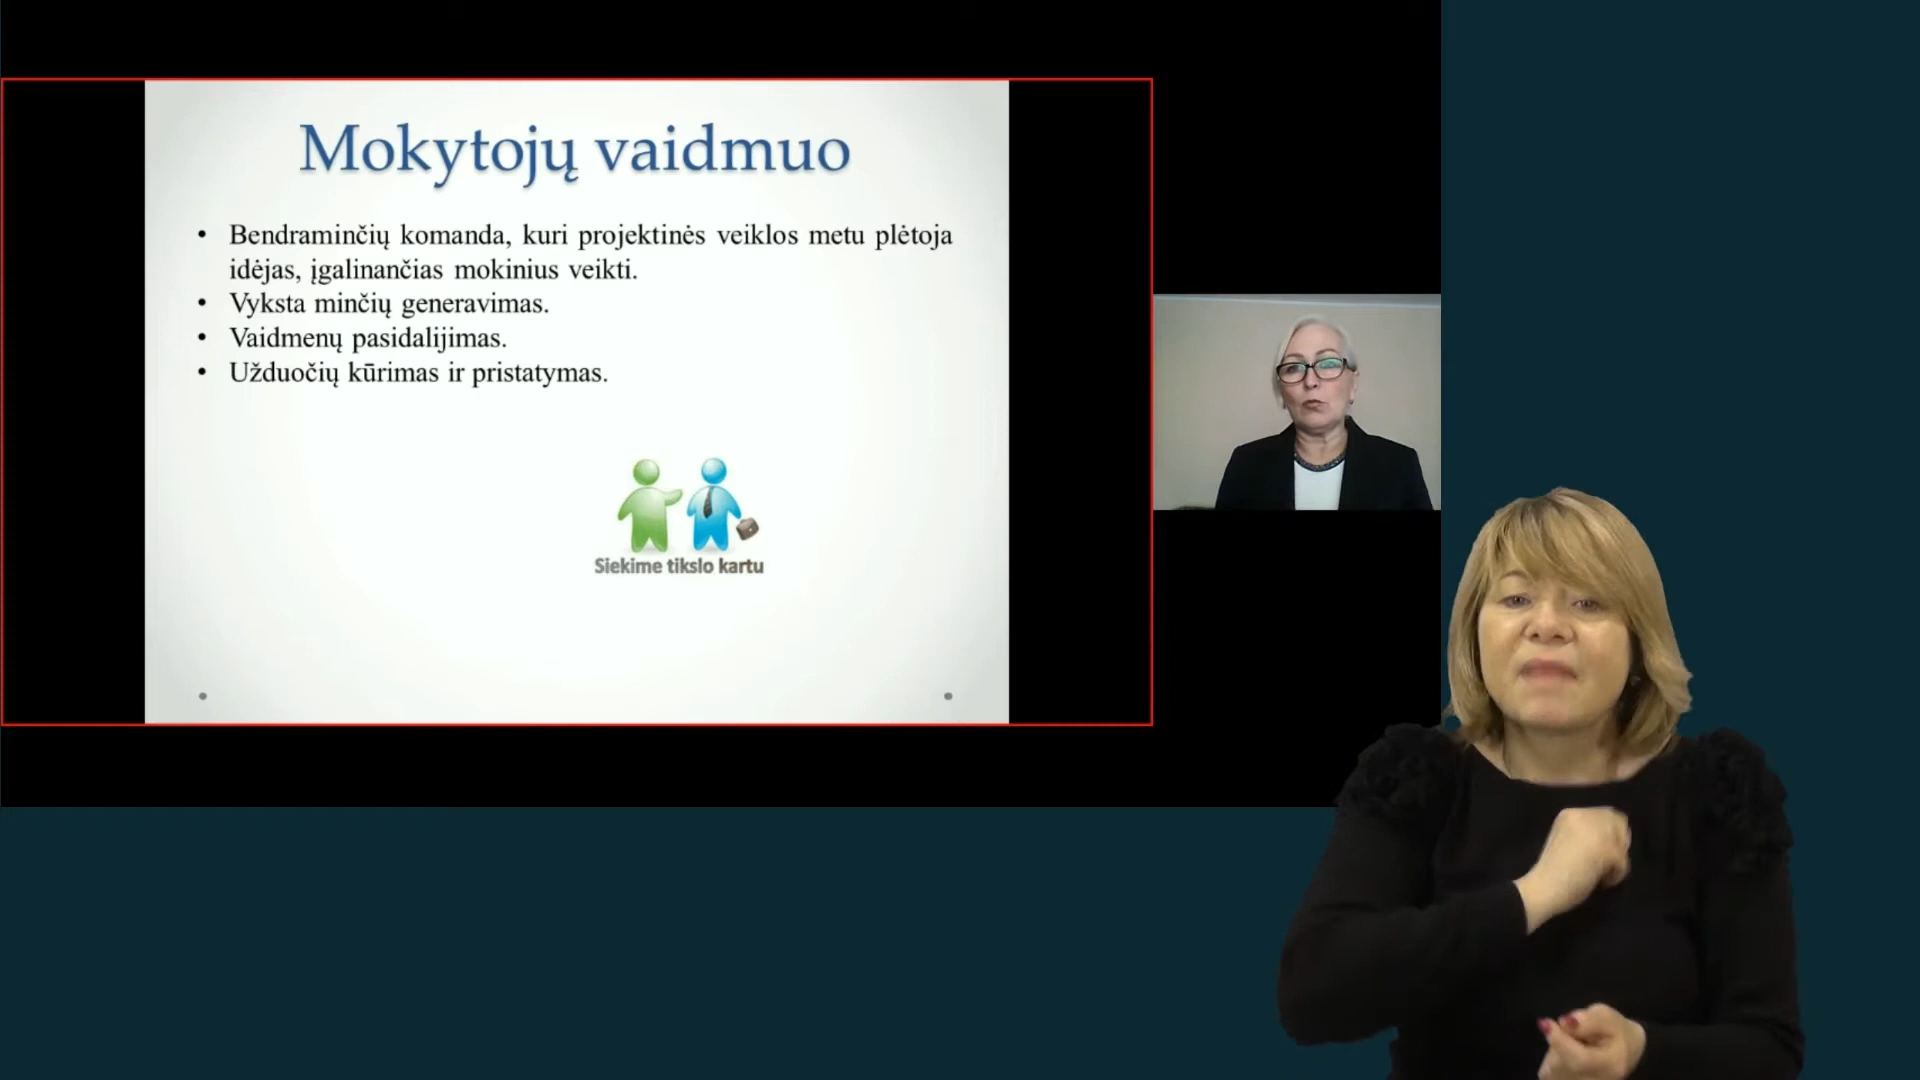 Mokytojų vaidmuo
• Bendraminčių komanda, kuri projektinės veiklos metu plėtoja
idėjas, įgalinančias mokinius veikti.
• Vyksta minčių generavimas.
• Vaidmenų pasidalijimas.
• Užduočių kūrimas ir pristatymas.
Siekime tikslo kartu